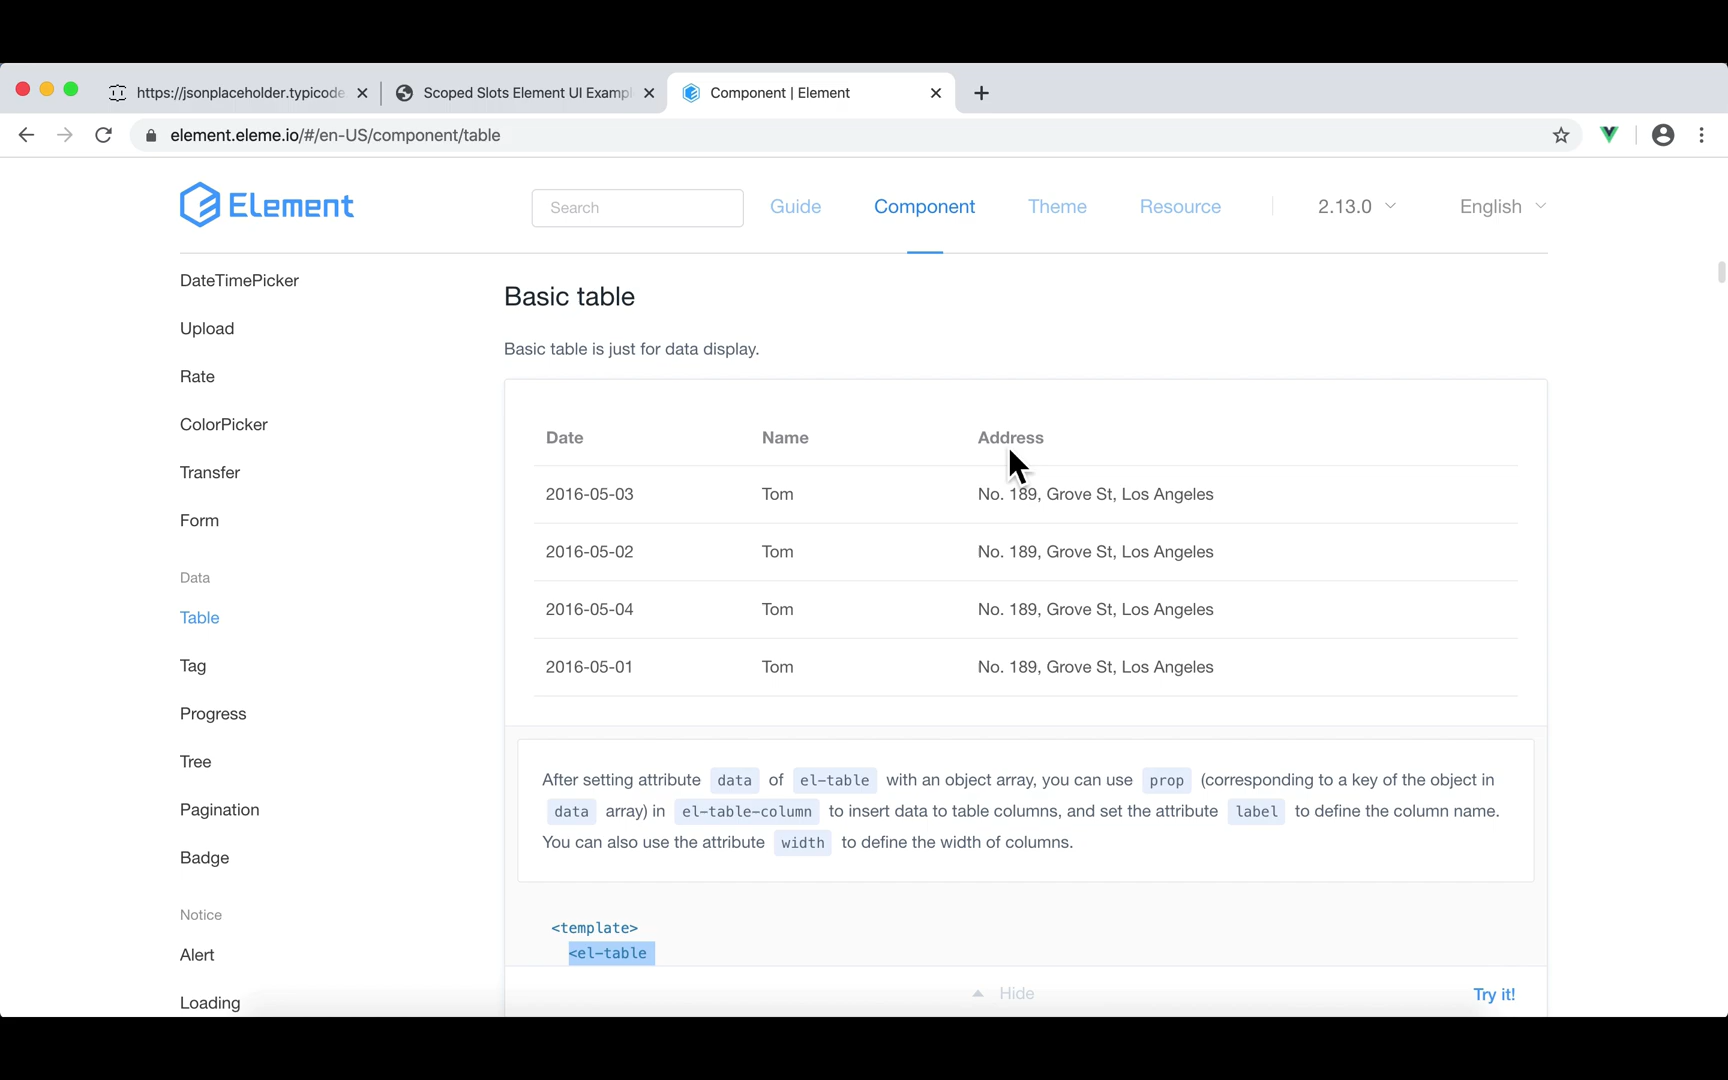 https://jsonplaceholder.typicode
Scoped Slots Element UI Exampl
Component | Element
element.eleme.io/#/en-US/component/table
Element
Search
Guide
Component
Theme
Resource
2.13.0
English
DateTimePicker
Upload
Rate
ColorPicker
Transfer
Form
Data
Table
Tag
Progress
Tree
Pagination
Badge
Notice
Alert
Loading
Basic table
Basic table is just for data display.
Date Name Address
2016-05-03 Tom No. 189, Grove St, Los Angeles
2016-05-02 Tom No. 189, Grove St, Los Angeles
2016-05-04 Tom No. 189, Grove St, Los Angeles
2016-05-01 Tom No. 189, Grove St, Los Angeles
After setting attribute data of el-table with an object array, you can use prop (corresponding to a key of the object in
data array) in el-table-column to insert data to table columns, and set the attribute label to define the column name.
You can also use the attribute width to define the width of columns.
<template>
<el-table
Hide
Try it!